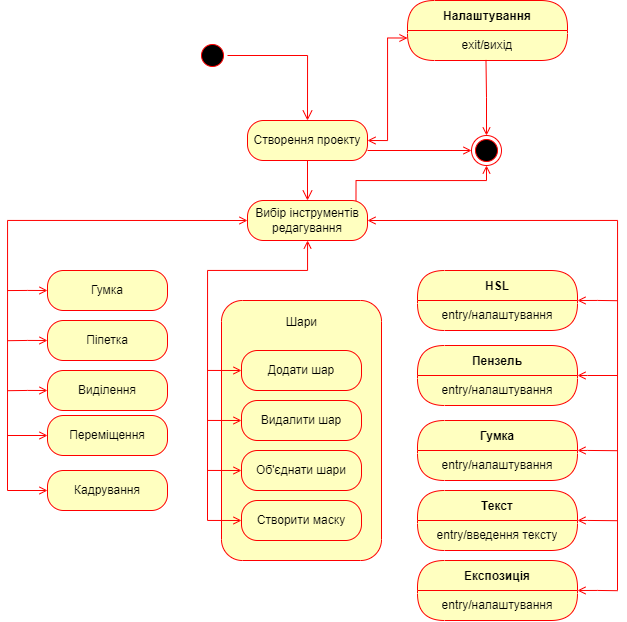 Налаштування
exit/вихід
Створення проекту
Вибір інструментів
редагування
Гумка
Піпетка
Виділення
Переміщення
Кадрування
Шари
Додати шар
Видалити шар
Об'єднати шари
Створити маску
HSL
entry/налаштування
Пензель
entry/налаштування
Гумка
entry/налаштування
Текст
entry/введення тексту
Експозиція
entry/налаштування